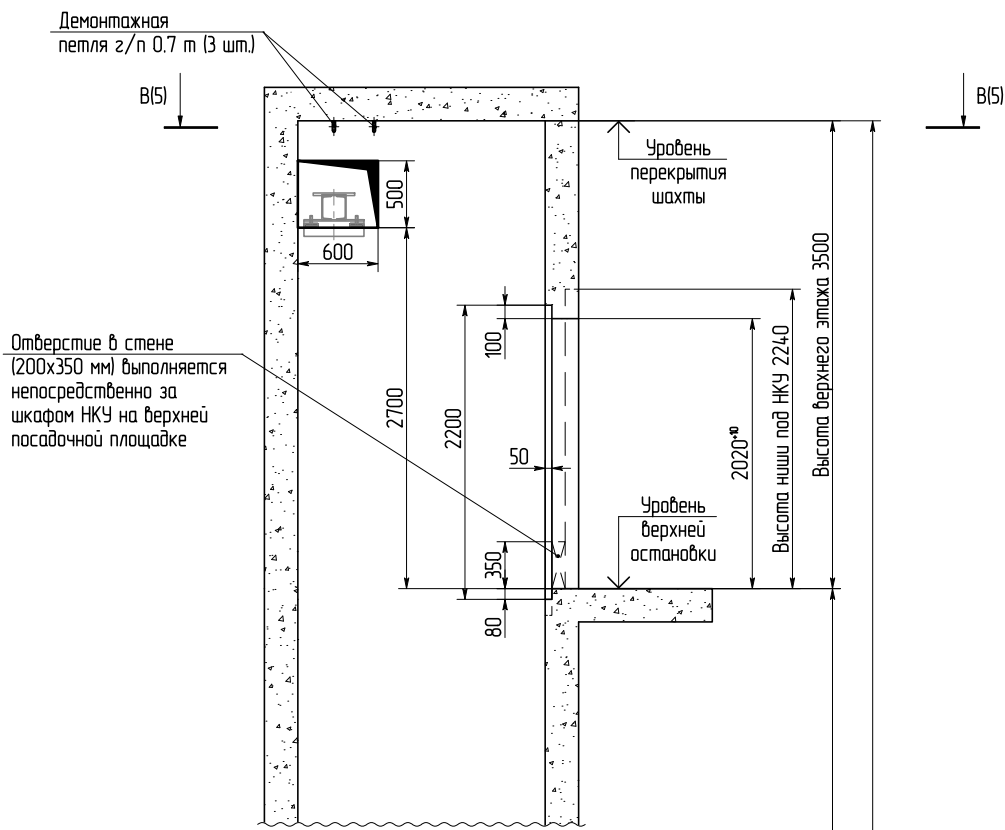 Демонтажная
петля г/п 0.7 т (3 шт.)
В(5)
В(5)
Уровень
перекрытия
шахты
500
600
Высота верхнего этажа 3500
Высота ниши под НКУ 2240
2020+10
100
Отверстие в стене
(200х350 мм) выполняется
непосредственно за
шкафом НКУ на верхней
посадочной площадке
2700
2200
50
Уровень
верхней
остановки
350
80